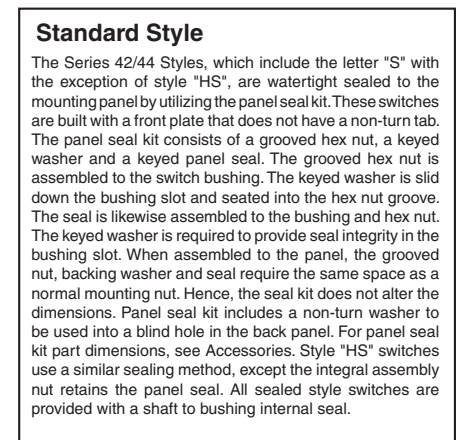 Standard Style
The Series 42/44 Styles, which include the letter "S" with
the exception of style "HS", are watertight sealed to the
mounting panel by utilizing the panel seal kit. These switches
are built with a front plate that does not have a non-turn tab.
The panel seal kit consists of a grooved hex nut, a keyed
washer and a keyed panel seal. The grooved hex nut is
assembled to the switch bushing. The keyed washer is slid
down the bushing slot and seated into the hex nut groove.
The seal is likewise assembled to the bushing and hex nut.
The keyed washer is required to provide seal integrity in the
bushing slot. When assembled to the panel, the grooved
nut, backing washer and seal require the same space as a
normal mounting nut. Hence, the seal kit does not alter the
dimensions. Panel seal kit includes a non-turn washer to
be used into a blind hole in the back panel. For panel seal
kit part dimensions, see Accessories. Style "HS" switches
use a similar sealing method, except the integral assembly
nut retains the panel seal. All sealed style switches are
provided with a shaft to bushing internal seal.